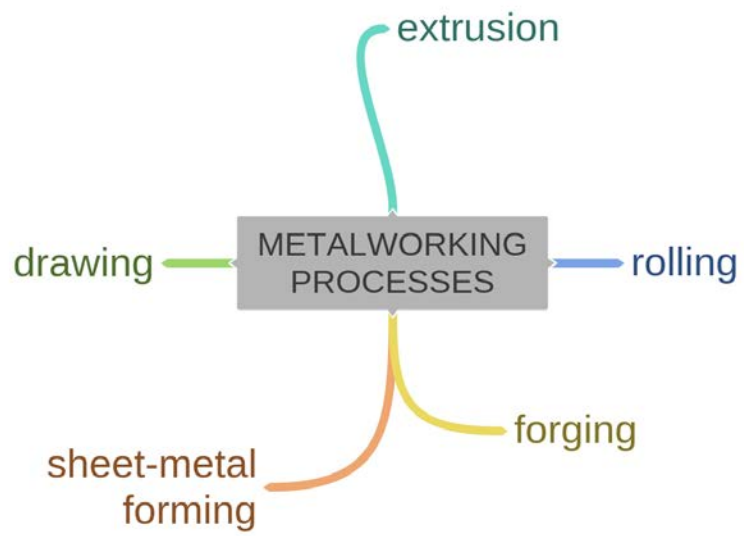 extrusion
METALWORKING
PROCESSES
drawing
rolling
forging
sheet-metal
forming